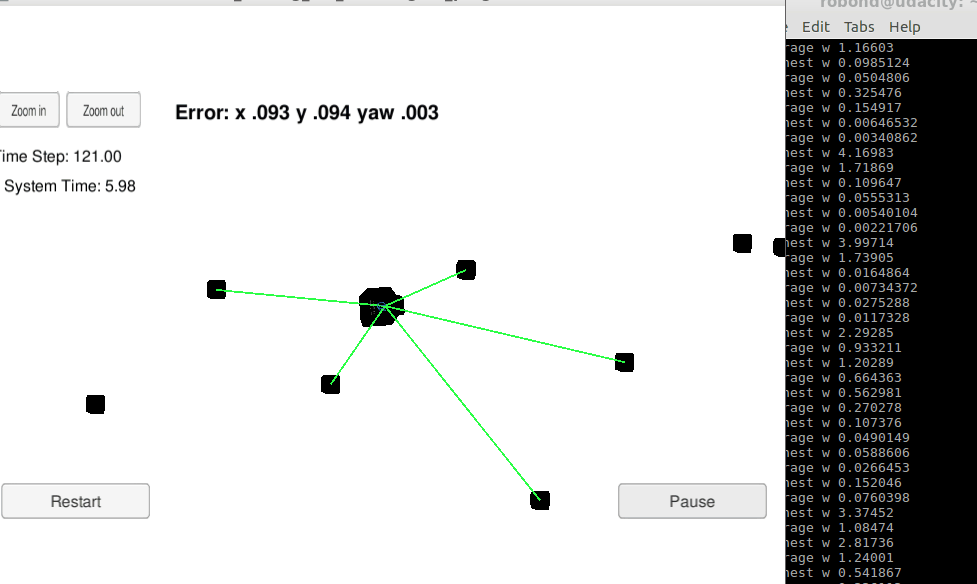 Zoom in
Zoom out
Error: x .093 y .094 yaw .003
ime Step: 121.00
System Time: 5.98
Restart
Pause
robond@udacity: ~
Edit Tabs Help
rage w 1.16603
hest w 0.0985124
rage w 0.0504806
hest w 0.325476
rage w 0.154917
hest w 0.00646532
rage w 0.00340862
hest w 4.16983
rage w 1.71869
hest w 0.109647
rage w 0.0555313
hest w 0.00540104
rage w 0.00221706
hest w 3.99714
rage w 1.73905
hest w 0.0164864
rage w 0.00734372
hest w 0.0275288
rage w 0.0117328
hest w 2.29285
rage w 0.933211
hest w 1.20289
rage w 0.664363
hest w 0.562981
rage w 0.270278
hest w 0.107376
rage w 0.0490149
hest w 0.0588606
rage w 0.0266453
hest w 0.152046
rage w 0.0760398
hest w 3.37452
rage w 1.08474
hest w 2.81736
rage w 1.24001
hest w 0.541867